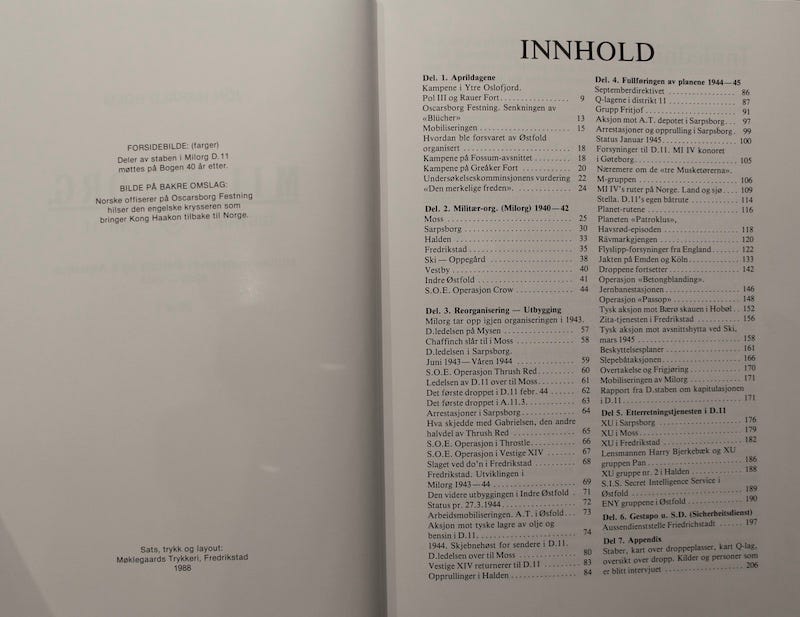 FORSIDEBILDE: (farger)
Deler av staben i Milorg D.11
møttes på Bogen 40 år etter.
BILDE PÅ BAKRE OMSLAG:
Norske offiserer på Oscarsborg Festning
hilser den engelske krysseren som
bringer Kong Haakon tilbake til Norge.
Sats, trykk og layout:
Møklegaards Trykkeri, Fredrikstad
1988
INNHOLD
Del. 1. Aprildagene
Kampene i Ytre Oslofjord.
Pol III og Rauer Fort 9
Oscarsborg Festning. Senkningen av
«Blücher» 13
Mobiliseringen 15
Hvordan ble forsvaret av Østfold
organisert 18
Kampene på Fossum-avsnittet 18
Kampene på Greåker Fort 20
Undersøkelseskommisjonens vurdering 22
«Den merkelige freden» 24
Del. 2. Militær-org. (Milorg) 1940—42
Moss 25
Sarpsborg 30
Halden 33
Fredrikstad 35
Ski — Oppegård 38
Vestby 40
Indre Østfold 41
S.O.E. Operasjon Crow 44
Del. 3. Reorganisering — Utbygging
Milorg tar opp igjen organiseringen i 1943.
D.ledelsen på Mysen 57
Chaffinch slår til i Moss 58
D.ledelsen i Sarpsborg.
Juni 1943—Våren 1944 59
S.O.E. Operasjon Thrush Red 60
Ledelsen av D.11 over til Moss 61
Det første droppet i D.11 febr. 44 62
Det første droppet i A.11.3. 63
Arrestasjoner i Sarpsborg 64
Hva skjedde med Gabrielsen, den andre
halvdel av Thrush Red 65
S.O.E. Operasjon i Throstle 66
S.O.E. Operasjon i Vestige XIV 67
Slaget ved do'n i Fredrikstad 68
Fredrikstad. Utviklingen i
Milorg 1943—44 69
Den videre utbyggingen i Indre Østfold 71
Status pr. 27.3.1944 72
Arbeidsmobiliseringen. A.T. i Øsfold 73
Aksjon mot tyske lagre av olje og
bensin i D.11. 74
1944. Skjebnehøst for sendere i D.11.
D.ledelsen over til Moss 80
Vestige XIV returnerer til D.11 83
Opprullinger i Halden 84
Del. 4. Fullføringen av planene 1944—45
Septemberdirektivet 86
Q-lagene i distrikt 11 87
Grupp Fritjof 91
Aksjon mot A.T. depotet i Sarpsborg 97
Arrestasjoner og opprulling i Sarpsborg. 99
Status Januar 1945 100
Forsyninger til D.11. MI IV konoret
i Gøteborg 105
Næremere om de «tre Musketørerna».
M-gruppen 106
MI IV's ruter på Norge. Land og sjø 109
Stella. D.11's egen båtrute 114
Planet-rutene 116
Planeten «Patroklus»,
Havsrød-episoden 118
Rävmarkgjengen 120
Flyslipp-forsyninger fra England 122
Jakten på Emden og Köln 133
Droppene fortsetter 142
Operasjon «Betongblanding».
Jernbanestasjonen 146
Operasjon «Passop» 148
Tysk aksjon mot Bærø skauen i Hobøl 152
Zita-tjenesten i Fredrikstad 156
Tysk aksjon mot avsnittshytta ved Ski,
mars 1945 158
Beskyttelsesplaner 161
Slepebåtaksjonen 166
Overtakelse og Frigjøring 170
Mobiliseringen av Milorg 171
Rapport fra D.staben om kapitulasjonen
i D.11 171
Del 5. Etterretningstjenesten i D.11
XU i Sarpsborg 176
XU i Moss 179
XU i Fredrikstad 182
Lensmannen Harry Bjerkebæk og XU
gruppen Pan 186
XU gruppe nr. 2 i Halden 188
S.I.S. Secret Intelligence Service i
Østfold 189
ENY gruppene i Østfold 190
Del. 6. Gestapo u. S.D. (Sicherheitsdienst)
Aussendienststelle Friedrichstadt 197
Del 7. Appendix
Staber, kart over droppeplasser, kart Q-lag,
oversikt over dropp. Kilder og personer som
er blitt intervjuet 206